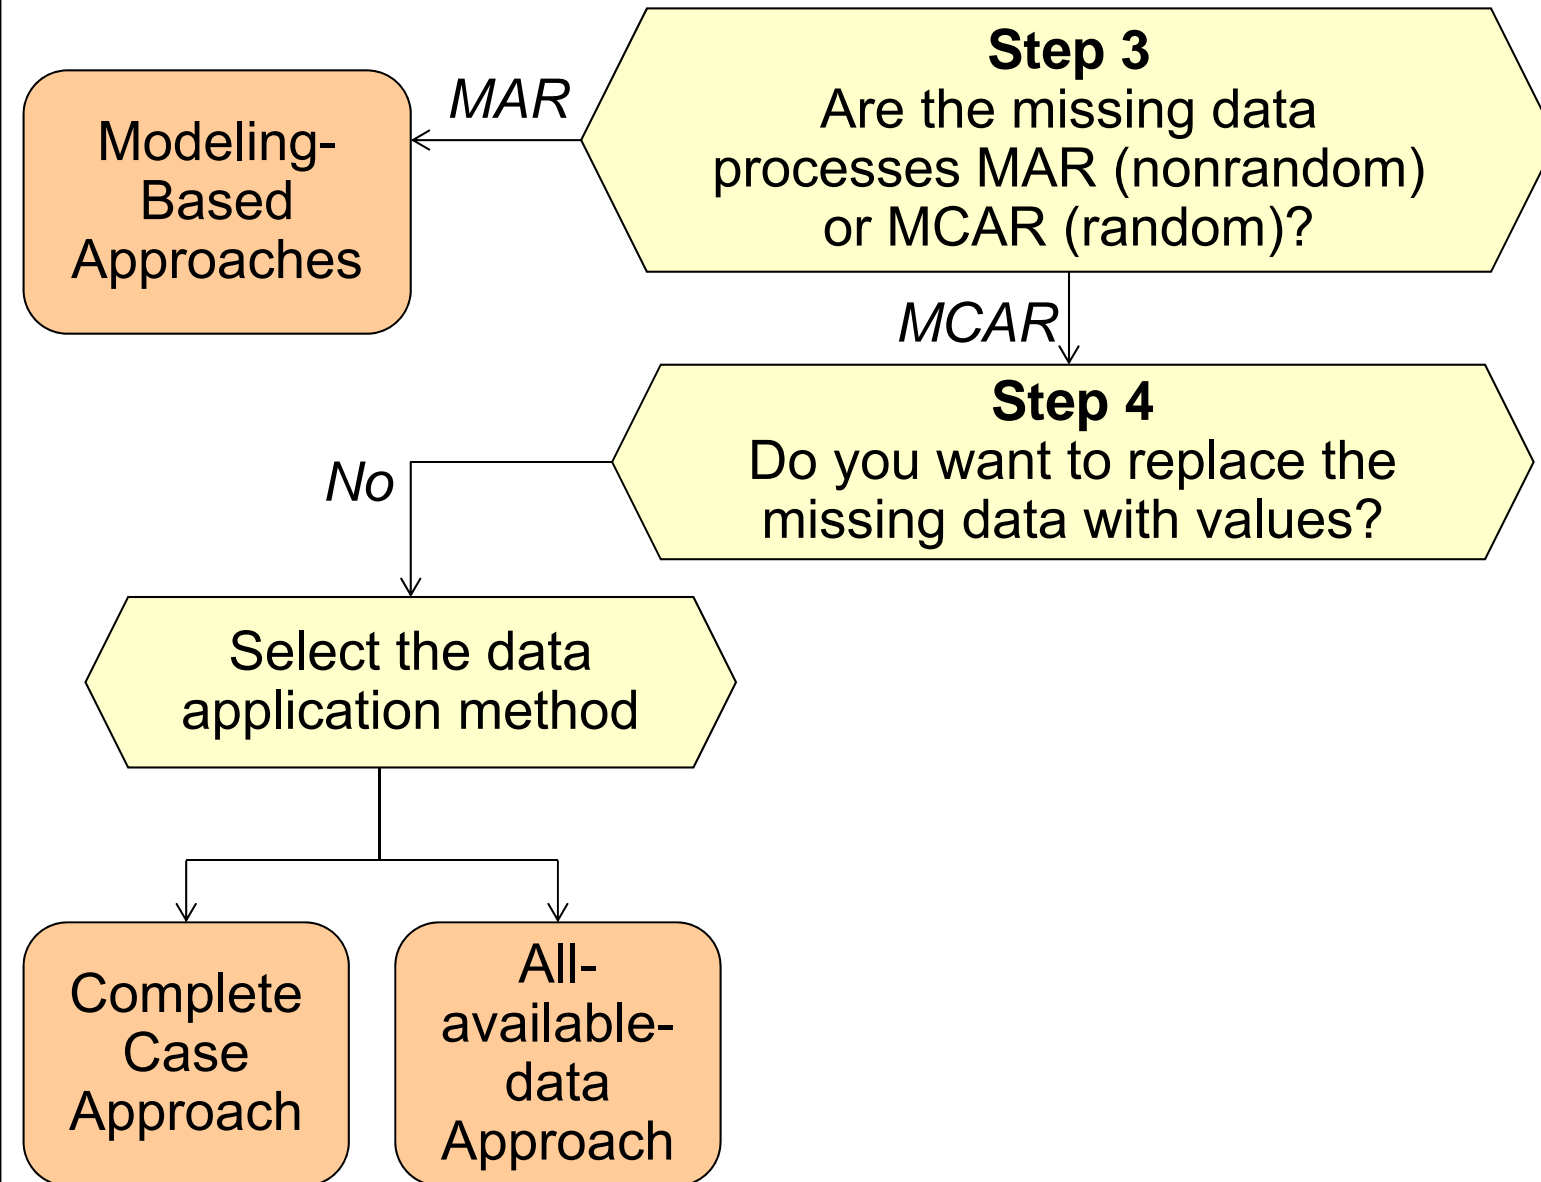 Step 3
Are the missing data
processes MAR (nonrandom)
or MCAR (random)?
MAR
Modeling-
Based
Approaches
MCAR
Step 4
Do you want to replace the
missing data with values?
No
Select the data
application method
Complete
Case
Approach
All-
available-
data
Approach